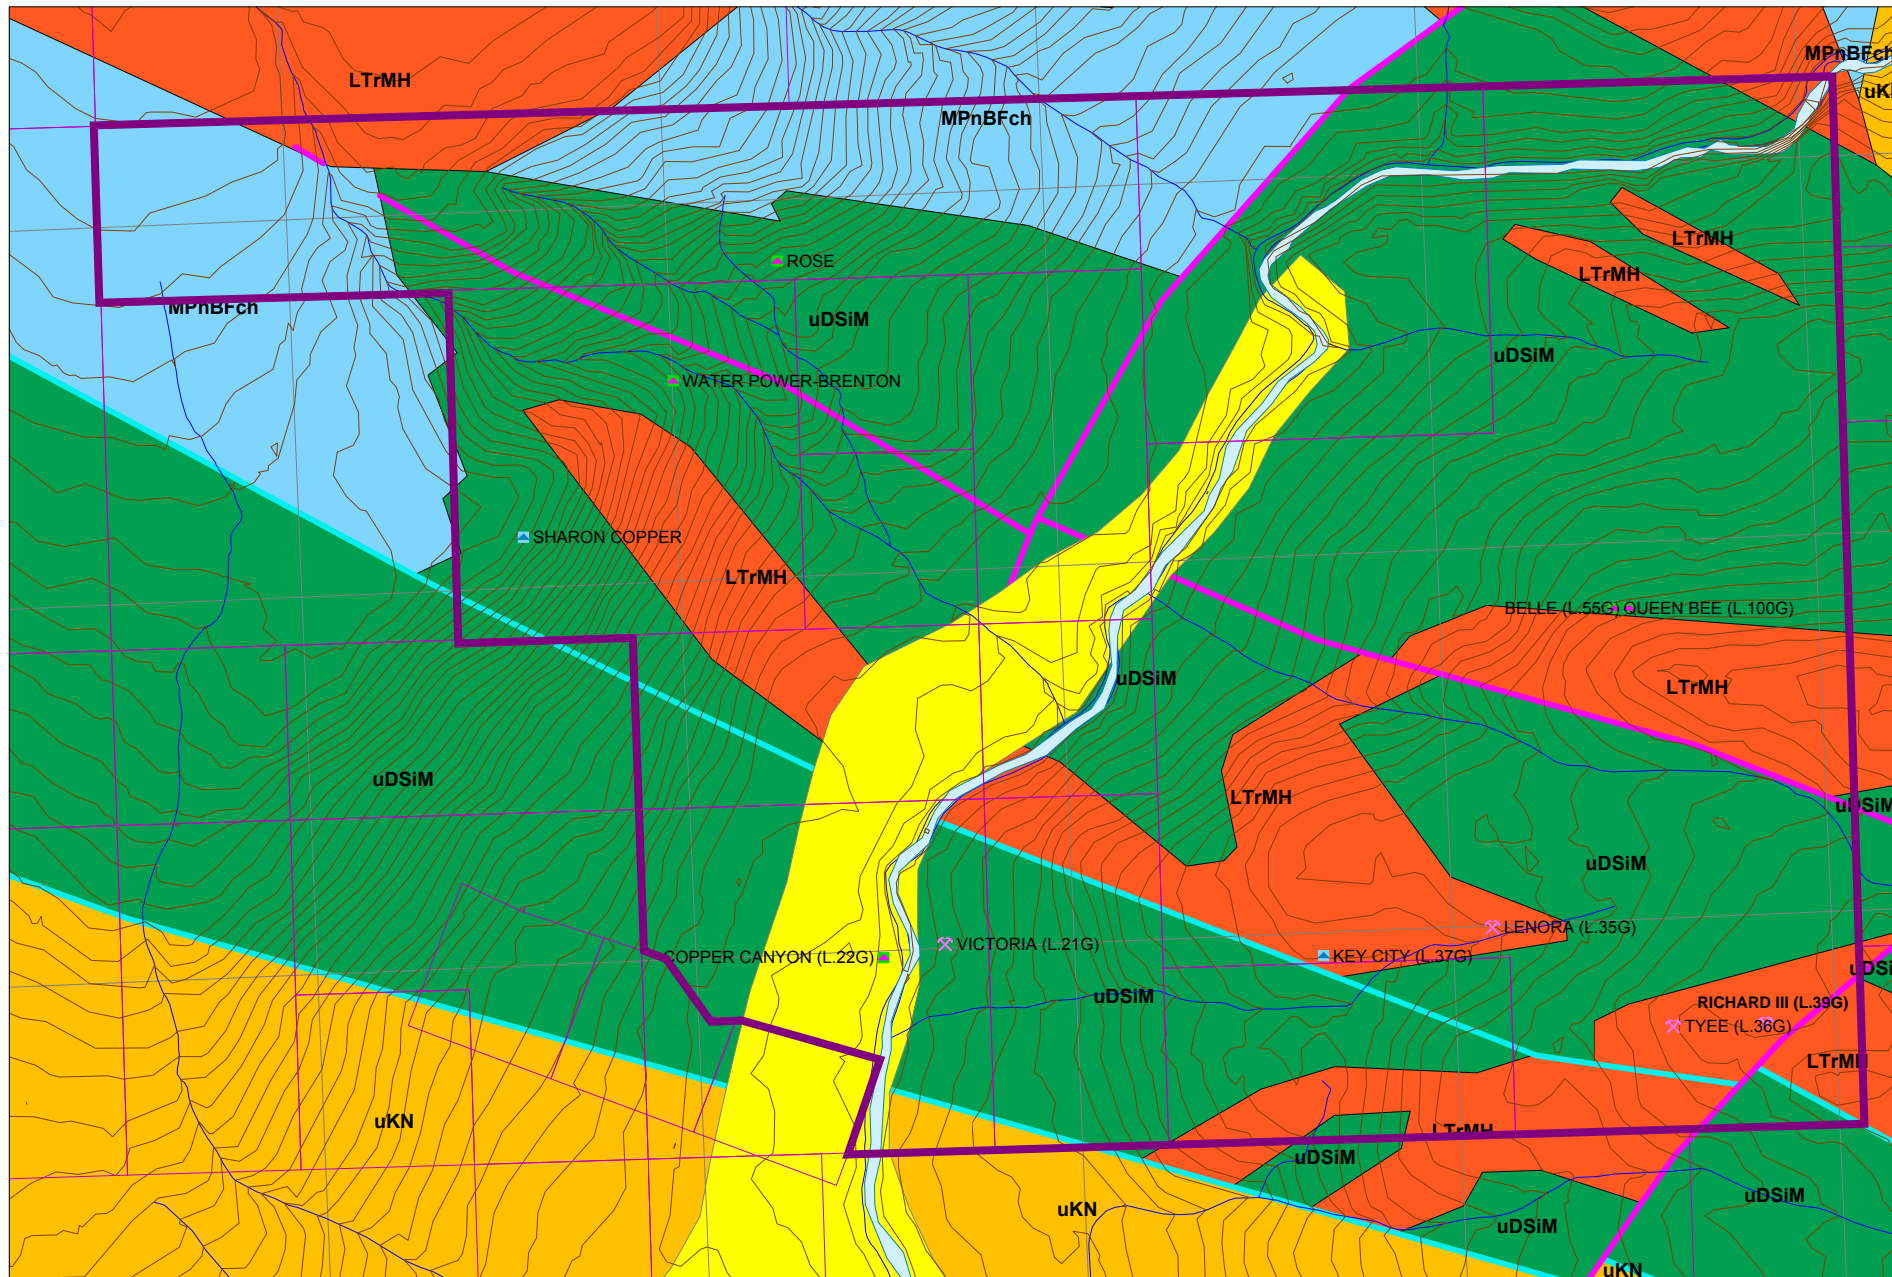 MPnBFch
LTrMH
uK
MPnBFch
LTrMH
ROSE
LTrMH
MPnBFch
uDSiM
uDSiM
WATER POWER-BRENTON
SHARON COPPER
LTrMH
BELLE (L.55G) QUEEN BEE (L.100G)
uDSiM
LTrMH
uDSiM
LTrMH
uDSiM
uDSiM
LENORA (L.35G)
VICTORIA (L.21G)
COPPER CANYON (L.22G)
KEY CITY (L.37G)
uDSi
uDSiM
RICHARD III (L.39G)
TYEE (L.36G)
LTrMH
uKN
LTrMH
uDSiM
uDSiM
uKN
uDSiM
uKN